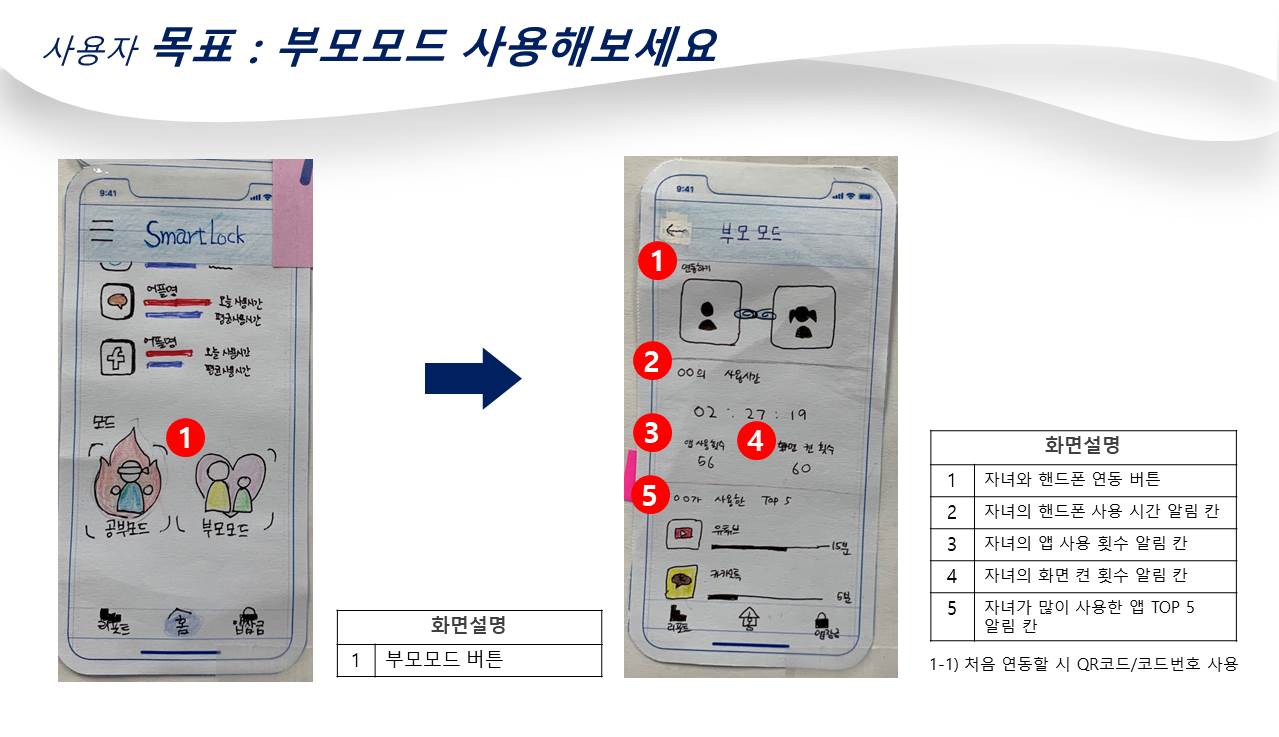 사용자 목표 : 부모모드 사용해보세요
9:41
SmartLock
어플명
오늘 사용시간
평균사용시간
어플명
오늘 사용시간
평균사용시간
모드
1
공부모드
부모모드
리포트
홈
앱잠금
화면설명
1 부모모드 버튼
9:41
부모 모드
1
연동하기
2
○○의 사용시간
02 : 27 : 19
3
앱 사용횟수
56
4
화면 켠 횟수
60
5
○○가 사용한 Top 5
유튜브
15분
카카오톡
5분
리포트
홈
앱잠금
화면설명
1 자녀와 핸드폰 연동 버튼
2 자녀의 핸드폰 사용 시간 알림 칸
3 자녀의 앱 사용 횟수 알림 칸
4 자녀의 화면 켠 횟수 알림 칸
5 자녀가 많이 사용한 앱 TOP 5
알림 칸
1-1) 처음 연동할 시 QR코드/코드번호 사용